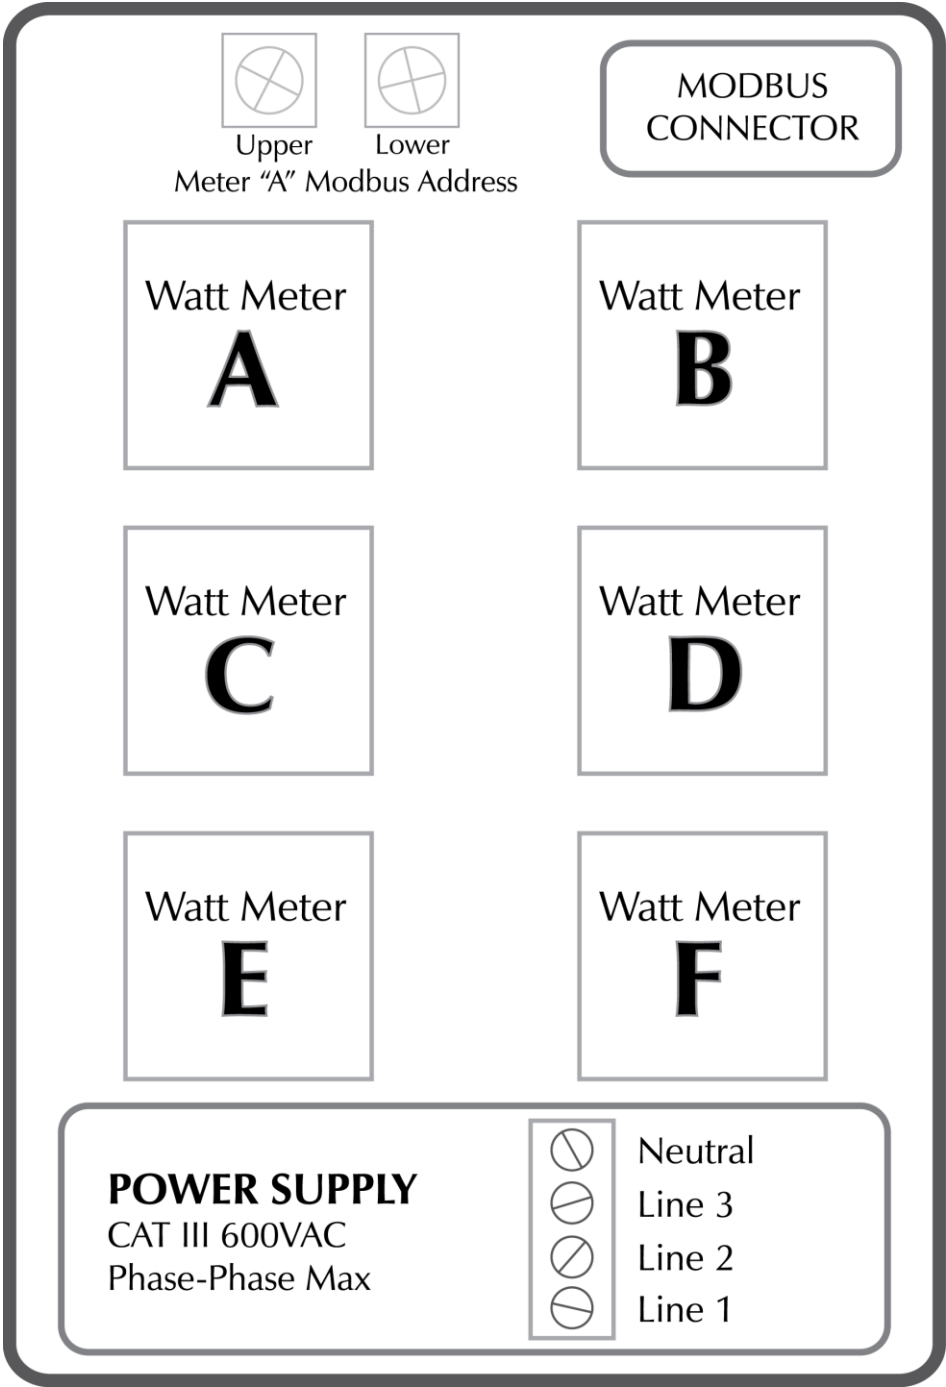 Upper
Lower
Meter “A” Modbus Address
MODBUS
CONNECTOR
Watt Meter
A
Watt Meter
B
Watt Meter
C
Watt Meter
D
Watt Meter
E
Watt Meter
F
POWER SUPPLY
CAT III 600VAC
Phase-Phase Max
Neutral
Line 3
Line 2
Line 1